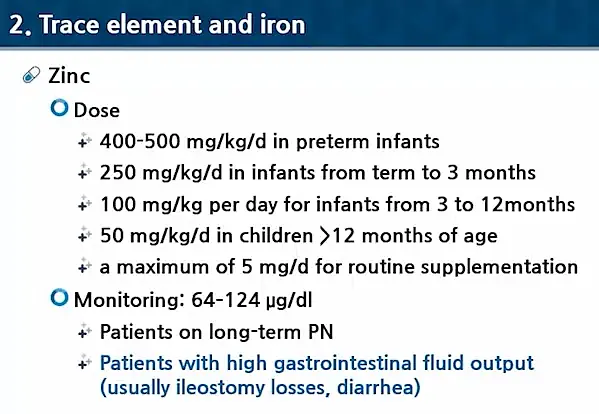 2. Trace element and iron
Zinc
Dose
400-500 mg/kg/d in preterm infants
250 mg/kg/d in infants from term to 3 months
100 mg/kg per day for infants from 3 to 12months
50 mg/kg/d in children >12 months of age
a maximum of 5 mg/d for routine supplementation
Monitoring: 64-124 μg/dl
Patients on long-term PN
Patients with high gastrointestinal fluid output
(usually ileostomy losses, diarrhea)